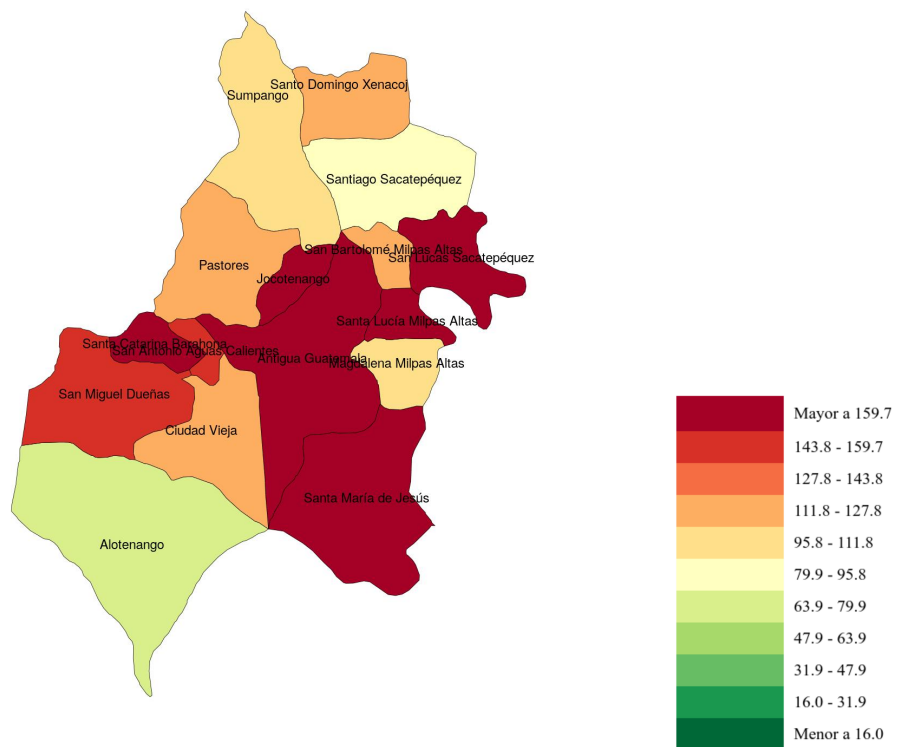 Sumpango
Santo Domingo Xenacoj
Santiago Sacatepéquez
San Bartolomé Milpas Altas
San Lucas Sacatepéquez
Pastores
Jocotenango
Santa Lucía Milpas Altas
Santa Catarina Barahona
San Antonio Aguas Calientes
Antigua Guatemala
Magdalena Milpas Altas
San Miguel Dueñas
Ciudad Vieja
Santa María de Jesús
Alotenango
Mayor a 159.7
143.8 - 159.7
127.8 - 143.8
111.8 - 127.8
95.8 - 111.8
79.9 - 95.8
63.9 - 79.9
47.9 - 63.9
31.9 - 47.9
16.0 - 31.9
Menor a 16.0